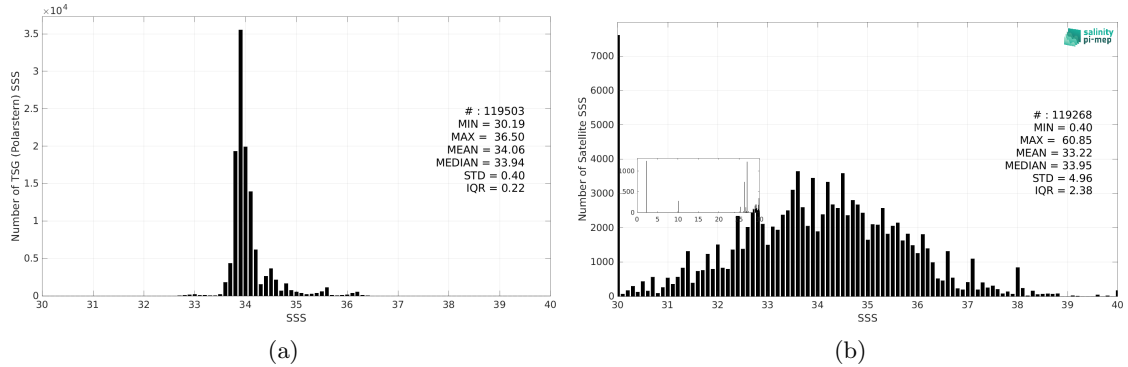 ×10⁴
3.5
3
2.5
2
1.5
1
0.5
0
30 31 32 33 34 35 36 37 38 39 40
SSS
Number of TSG (Polarstern) SSS
# : 119503
MIN = 30.19
MAX = 36.50
MEAN = 34.06
MEDIAN = 33.94
STD = 0.40
IQR = 0.22
(a)
salinity
pi-mep
7000
6000
5000
4000
3000
2000
1000
0
30 31 32 33 34 35 36 37 38 39 40
SSS
Number of Satellite SSS
# : 119268
MIN = 0.40
MAX = 60.85
MEAN = 33.22
MEDIAN = 33.95
STD = 4.96
IQR = 2.38
1000
500
0
0 5 10 15 20 25
(b)